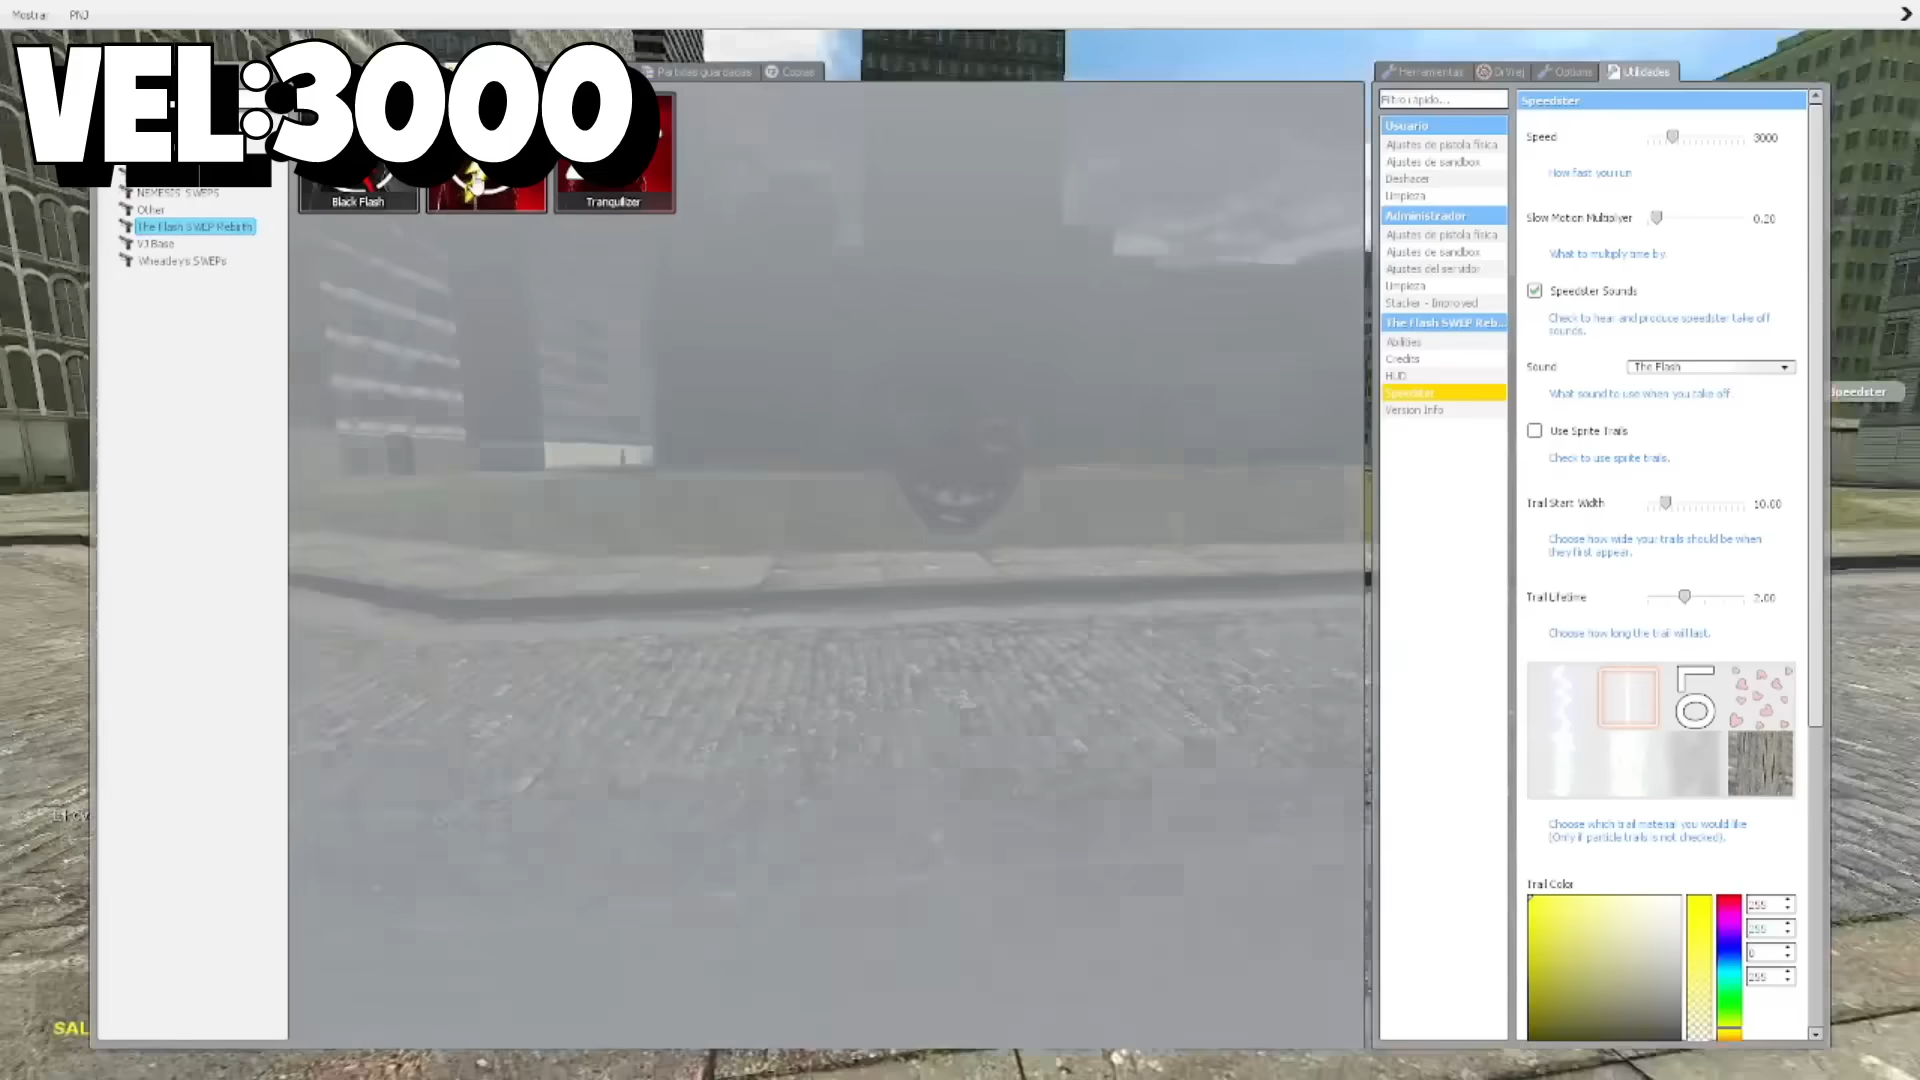 Mostrar PNJ
VEL:3000
Partidas guardadas
Copias
Black Flash
Tranquilizer
NEMESIS SWEPS
Other
The Flash SWEP Rebirth
VJ Base
Wheatley's SWEPs
SAL
Herramientas
DrVrej
Options
Utilidades
Filtro rápido...
Usuario
Ajustes de pistola física
Ajustes de sandbox
Deshacer
Limpieza
Administrador
Ajustes de pistola física
Ajustes de sandbox
Ajustes del servidor
Limpieza
Stacker - Improved
The Flash SWEP Reb...
Abilities
Credits
HUD
Speedster
Version Info
Speedster
Speed 3000
How fast you run
Slow Motion Multiplyer 0.20
What to multiply time by.
Speedster Sounds
Check to hear and produce speedster take off
sounds.
Sound The Flash
What sound to use when you take off.
Speedster
Use Sprite Trails
Check to use sprite trails.
Trail Start Width 10.00
Choose how wide your trails should be when
they first appear.
Trail Lifetime 2.00
Choose how long the trail will last.
LO
Choose which trail material you would like
(Only if particle trails is not checked).
Trail Color
255
255
0
255